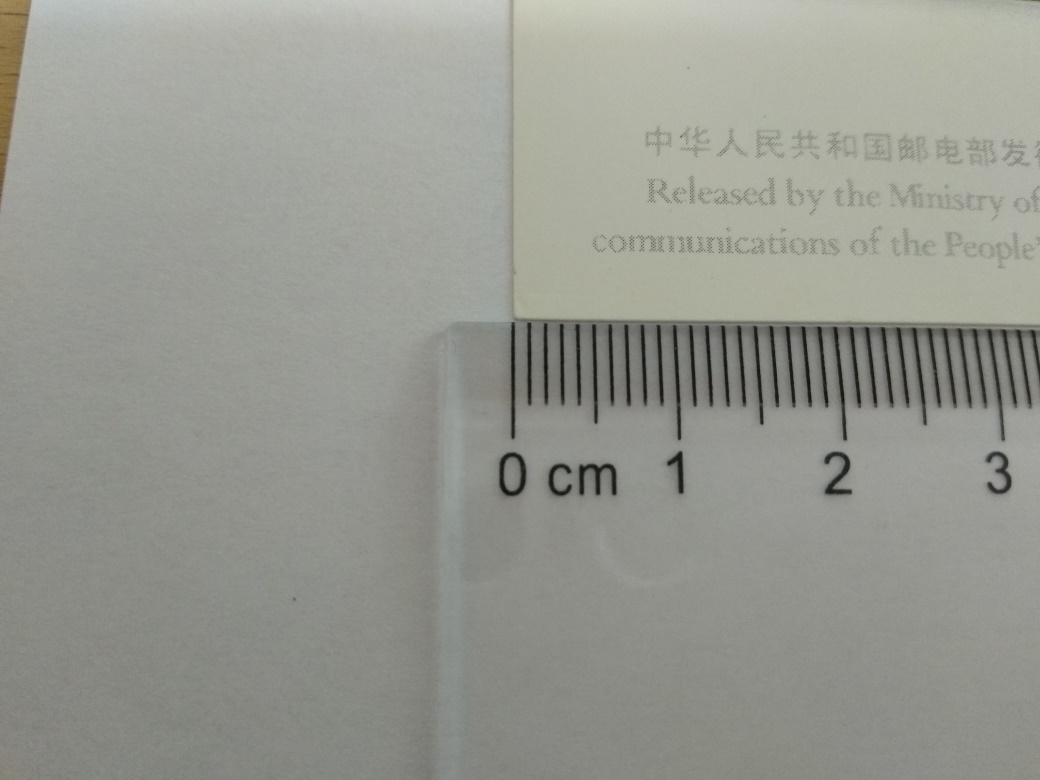 中华人民共和国邮电部发
Released by the Ministry of
communications of the People'
0 cm 1 2 3